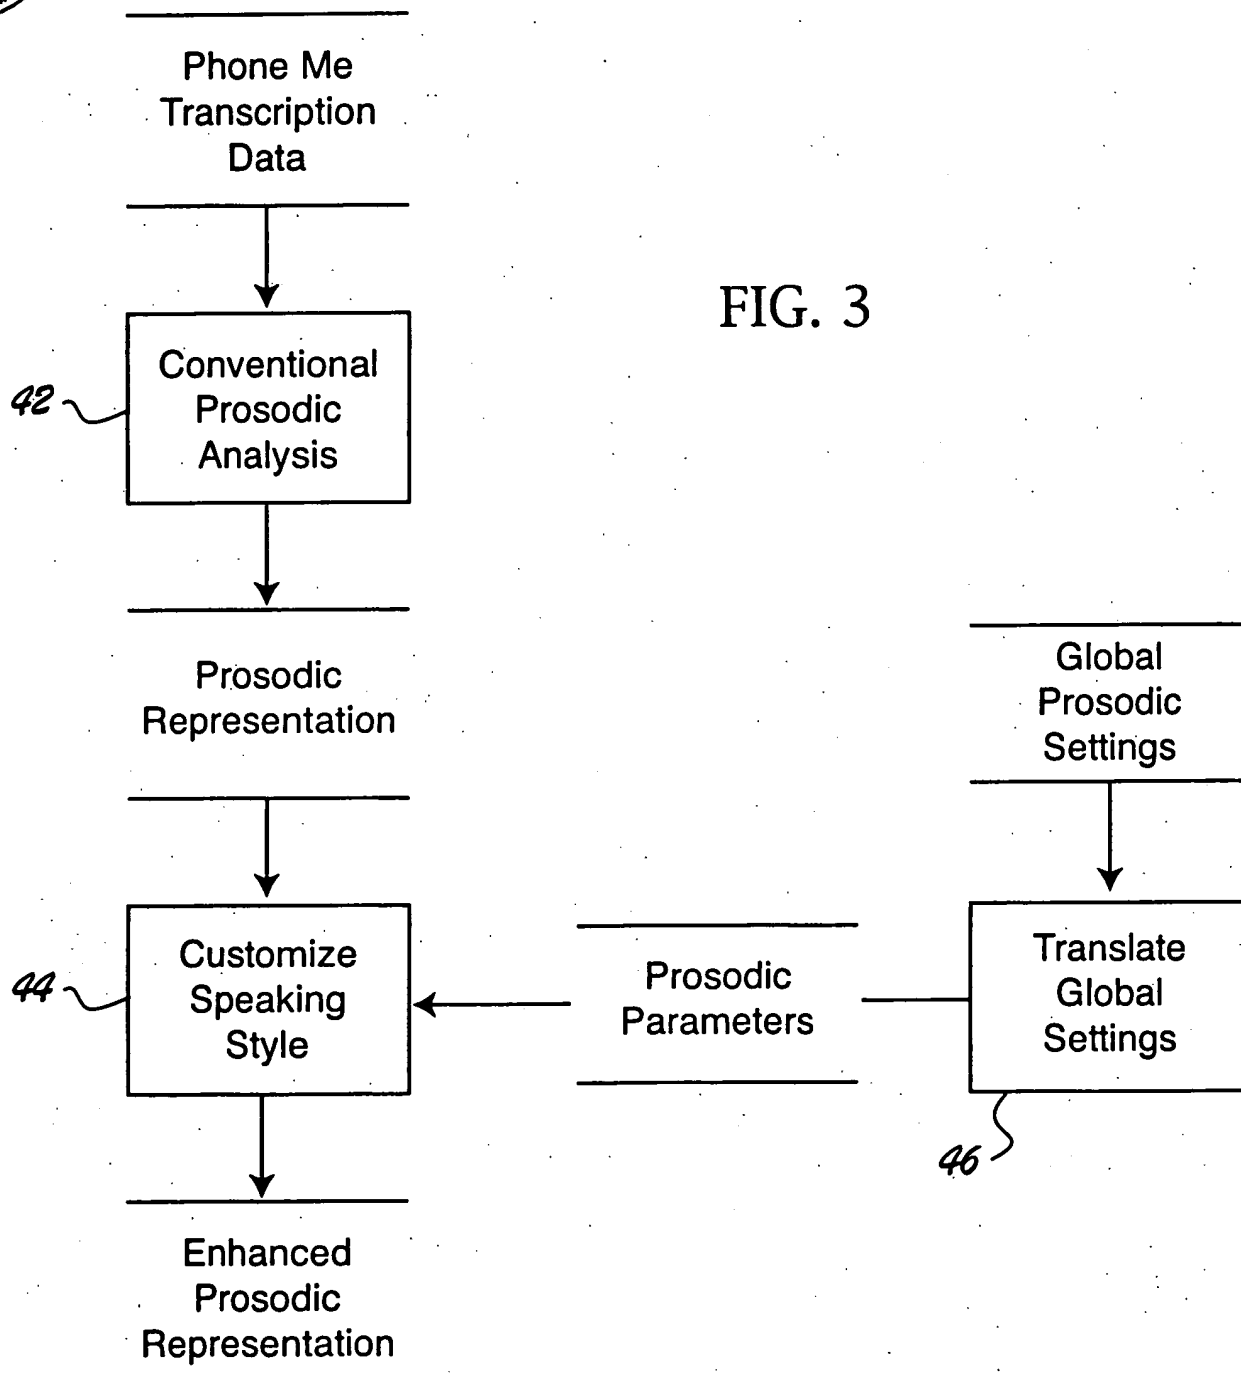 Phone Me
Transcription
Data
FIG. 3
Conventional
Prosodic
Analysis
42
Prosodic
Representation
Global
Prosodic
Settings
Customize
Speaking
Style
44
Prosodic
Parameters
Translate
Global
Settings
46
Enhanced
Prosodic
Representation